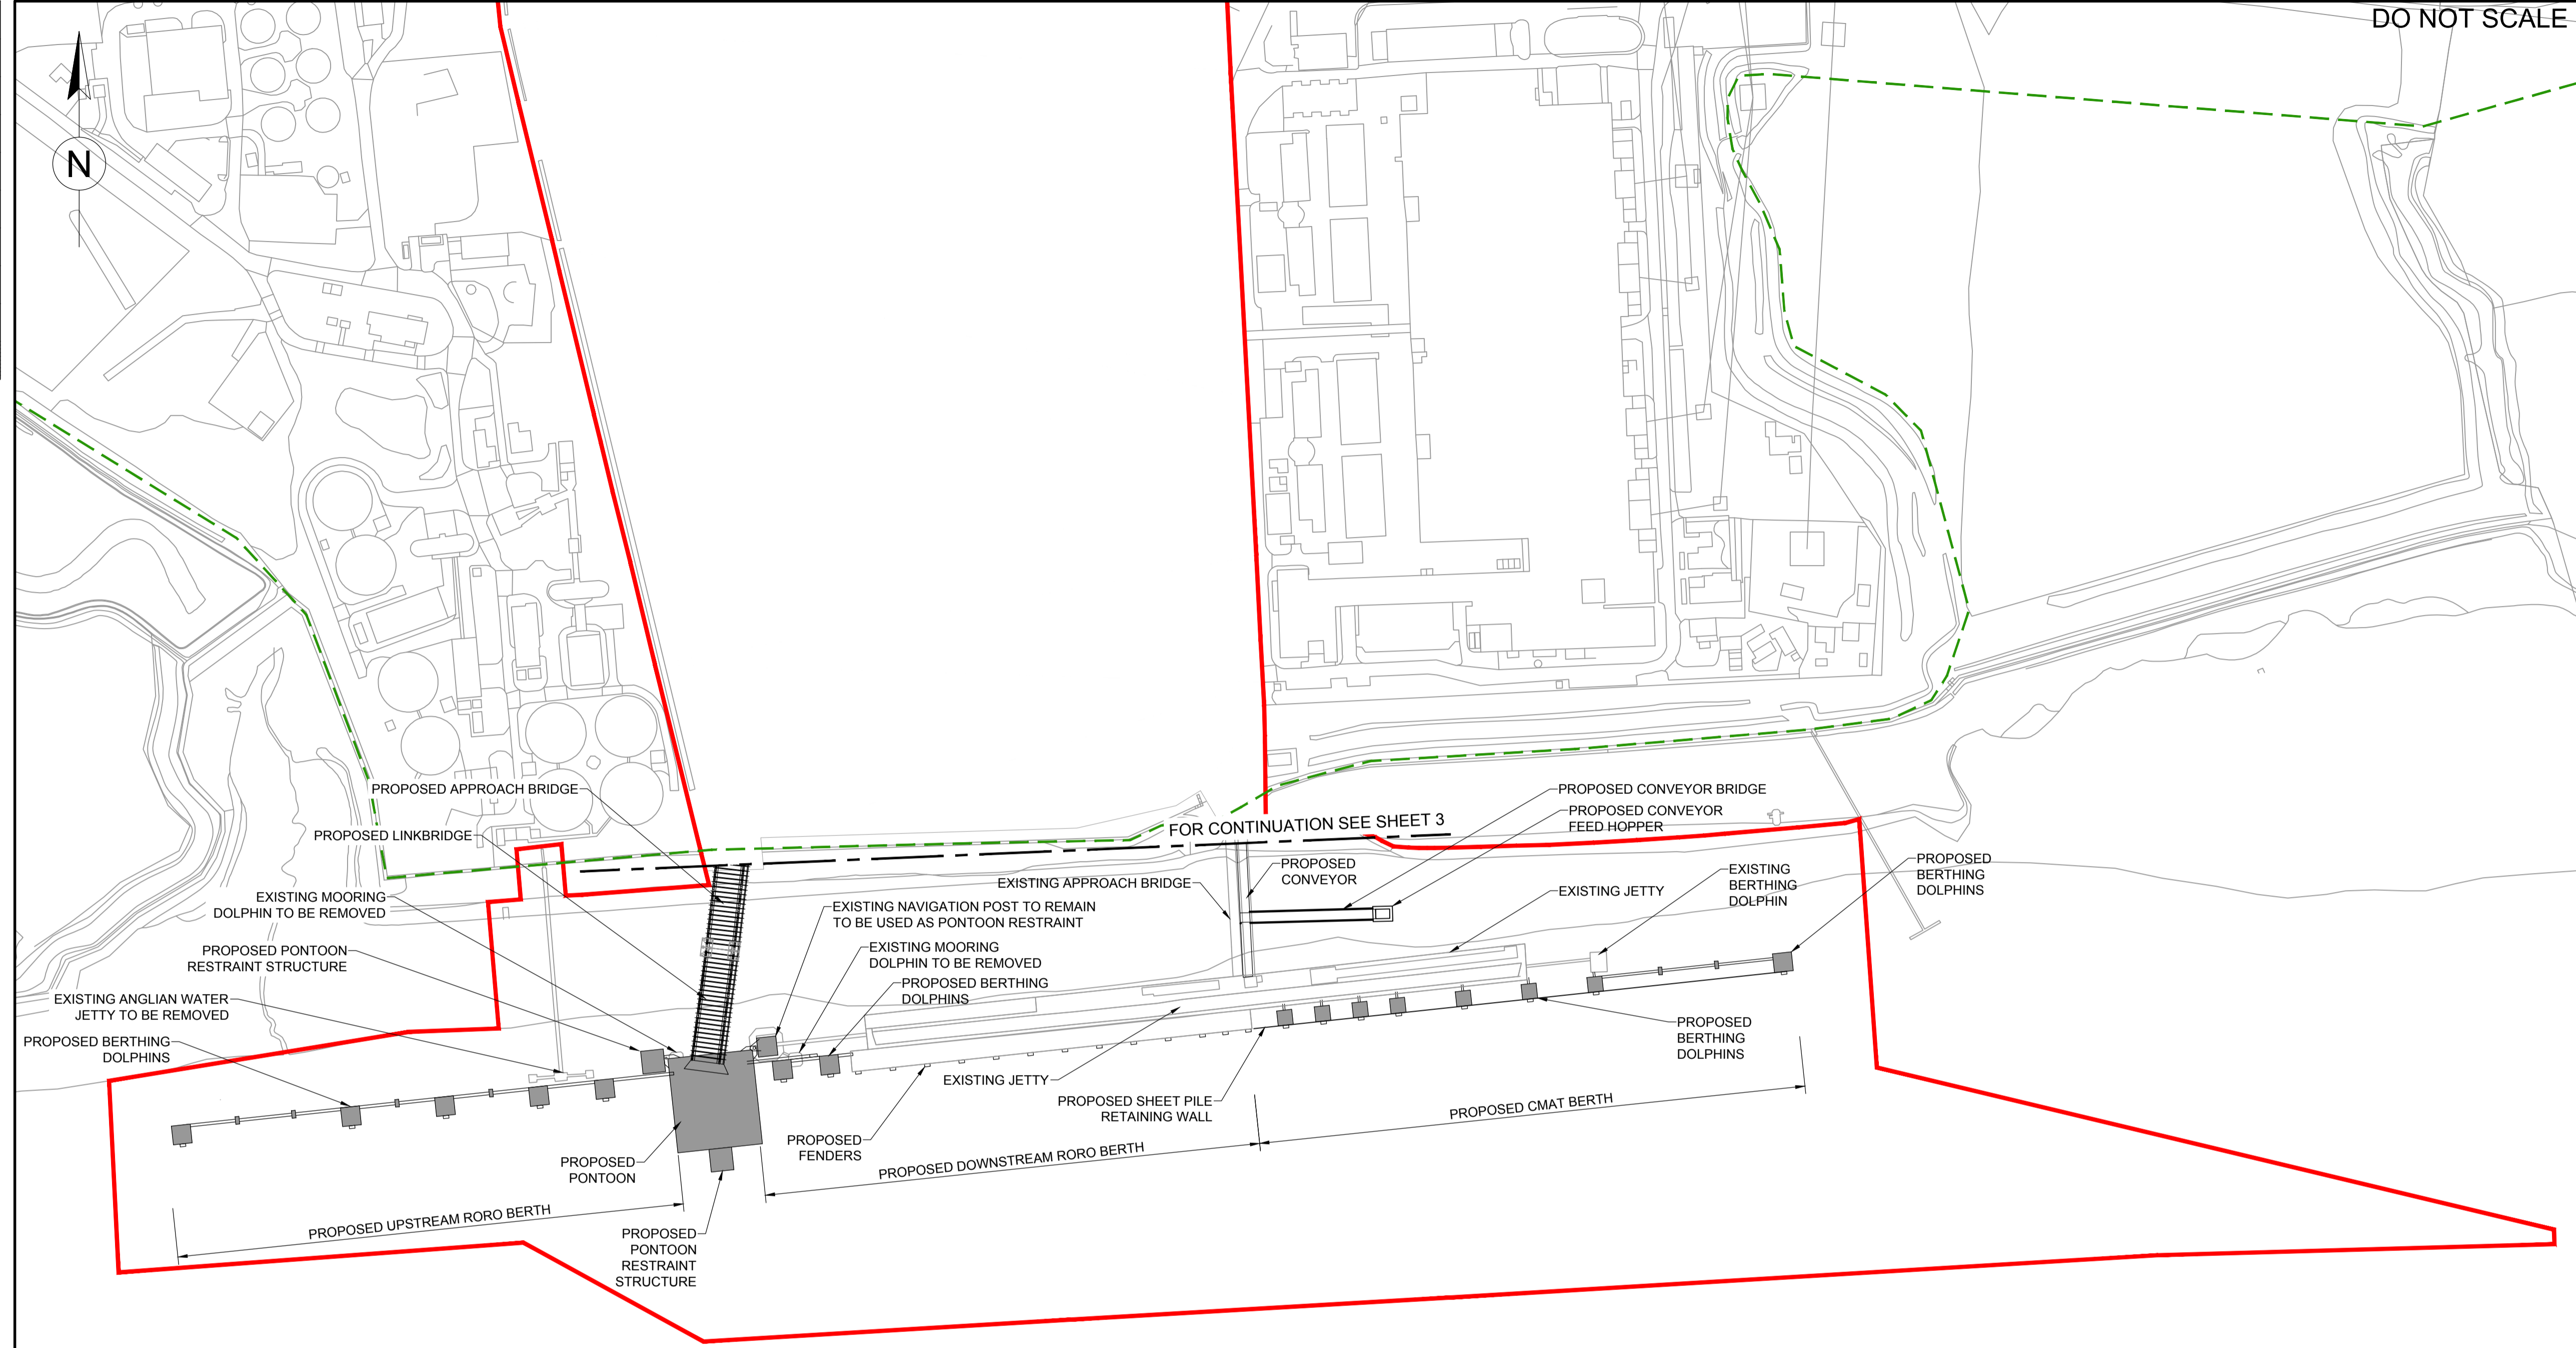 DO NOT SCALE
N
PROPOSED APPROACH BRIDGE
PROPOSED LINKBRIDGE
EXISTING MOORING
DOLPHIN TO BE REMOVED
PROPOSED PONTOON
RESTRAINT STRUCTURE
EXISTING ANGLIAN WATER
JETTY TO BE REMOVED
PROPOSED BERTHING
DOLPHINS
PROPOSED UPSTREAM RORO BERTH
PROPOSED
PONTOON
PROPOSED
PONTOON
RESTRAINT
STRUCTURE
EXISTING NAVIGATION POST TO REMAIN
TO BE USED AS PONTOON RESTRAINT
EXISTING MOORING
DOLPHIN TO BE REMOVED
PROPOSED BERTHING
DOLPHINS
PROPOSED
FENDERS
PROPOSED DOWNSTREAM RORO BERTH
EXISTING JETTY
PROPOSED SHEET PILE
RETAINING WALL
FOR CONTINUATION SEE SHEET 3
EXISTING APPROACH BRIDGE
PROPOSED
CONVEYOR
PROPOSED CONVEYOR BRIDGE
PROPOSED CONVEYOR
FEED HOPPER
EXISTING JETTY
EXISTING
BERTHING
DOLPHIN
PROPOSED
BERTHING
DOLPHINS
PROPOSED
BERTHING
DOLPHINS
PROPOSED CMAT BERTH